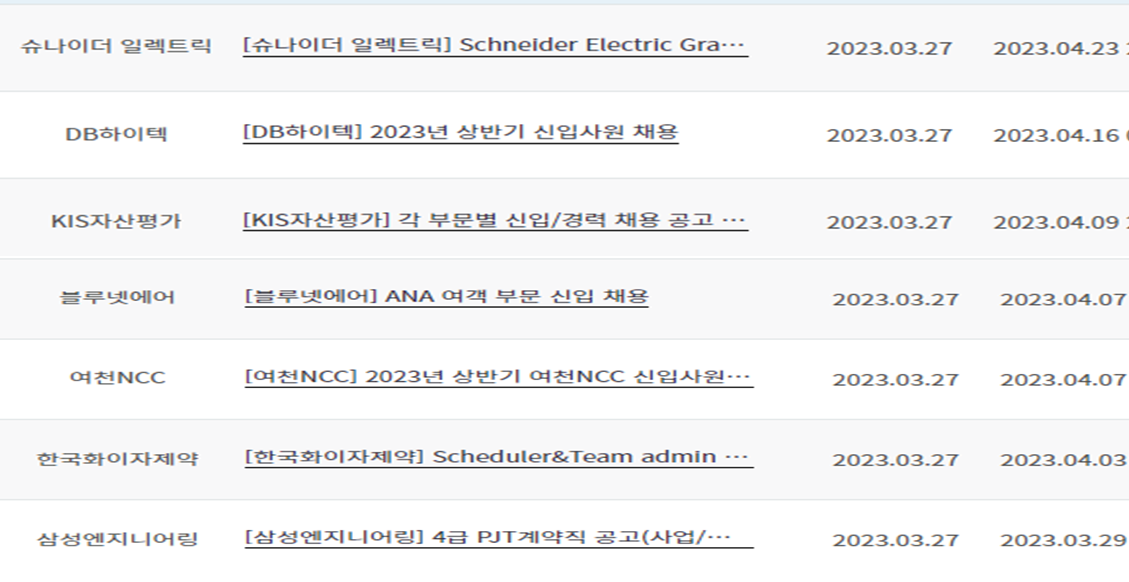 슈나이더 일렉트릭 [슈나이더 일렉트릭] Schneider Electric Gra… 2023.03.27 2023.04.23
DB하이텍 [DB하이텍] 2023년 상반기 신입사원 채용 2023.03.27 2023.04.16
KIS자산평가 [KIS자산평가] 각 부문별 신입/경력 채용 공고 … 2023.03.27 2023.04.09
블루넷에어 [블루넷에어] ANA 여객 부문 신입 채용 2023.03.27 2023.04.07
여천NCC [여천NCC] 2023년 상반기 여천NCC 신입사원… 2023.03.27 2023.04.07
한국화이자제약 [한국화이자제약] Scheduler&Team admin … 2023.03.27 2023.04.03
삼성엔지니어링 [삼성엔지니어링] 4급 PJT계약직 공고(사업/… 2023.03.27 2023.03.29